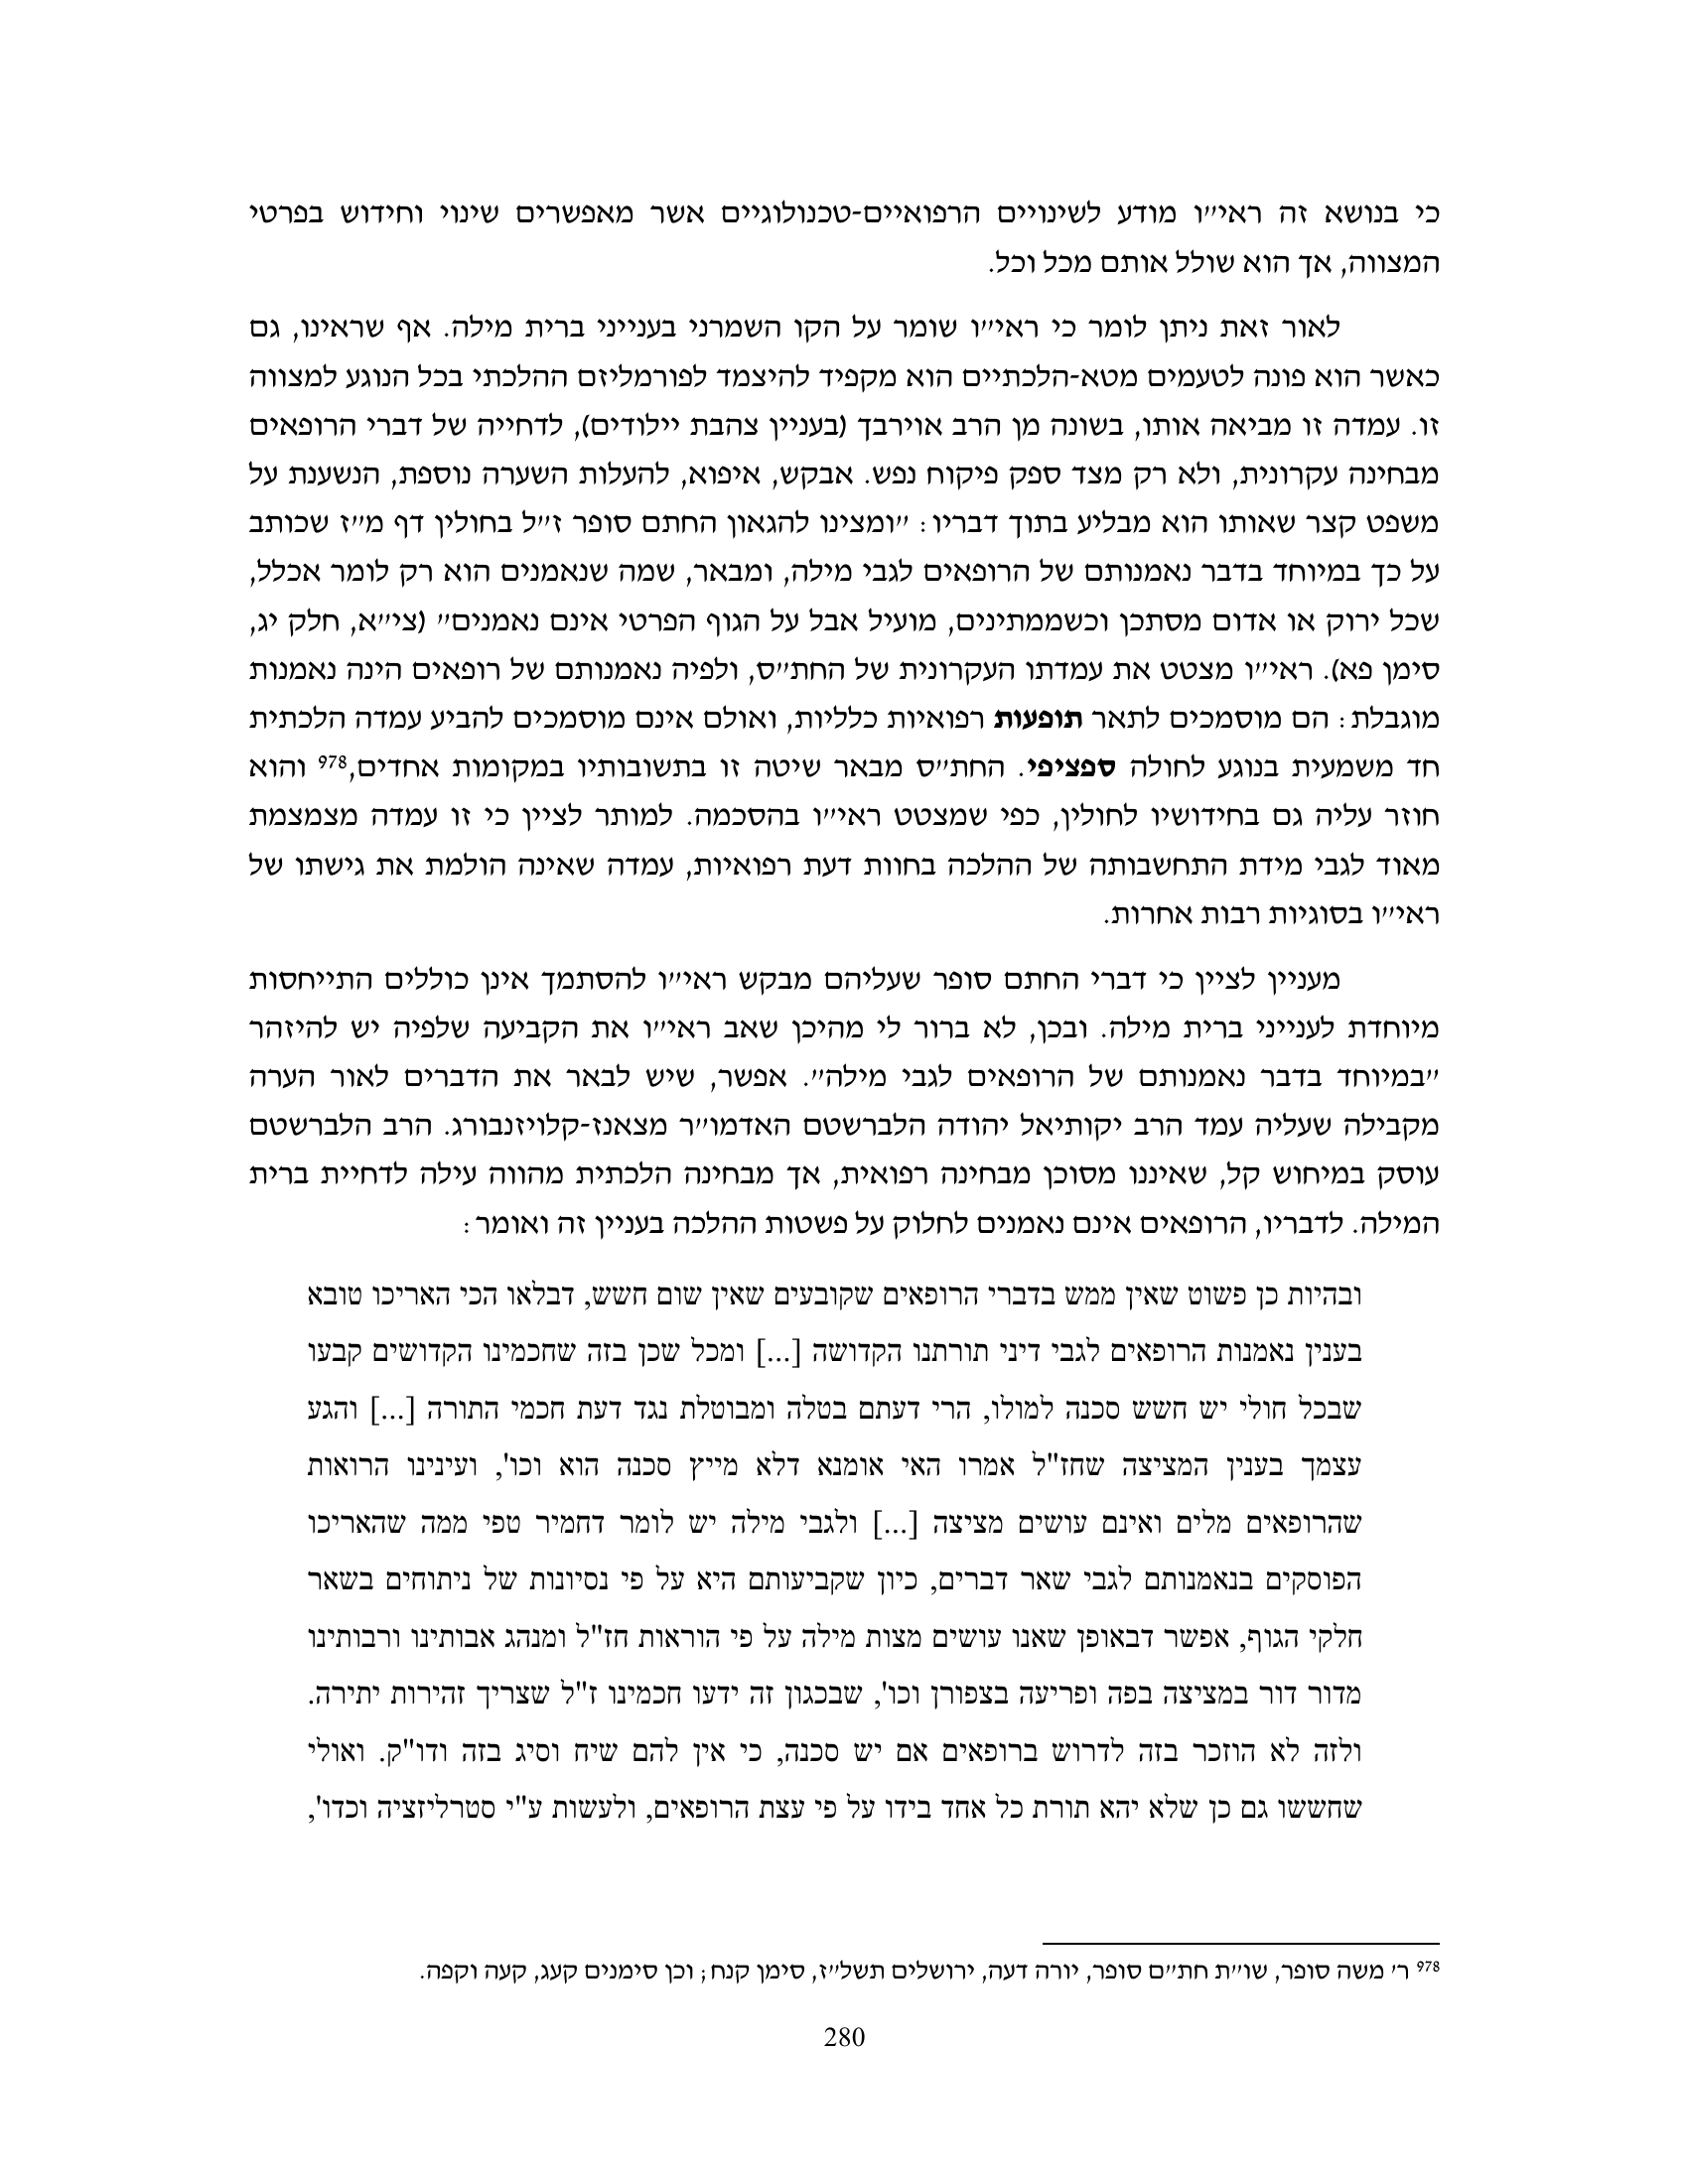 כי בנושא זה ראי״ו מודע לשינויים הרפואיים-טכנולוגיים אשר מאפשרים שינוי וחידוש בפרטי
המצווה, אך הוא שולל אותם מכל וכל.
לאור זאת ניתן לומר כי ראי״ו שומר על הקו השמרני בענייני ברית מילה. אף שראינו, גם
כאשר הוא פונה לטעמים מטא-הלכתיים הוא מקפיד להיצמד לפורמליזם ההלכתי בכל הנוגע למצווה
זו. עמדה זו מביאה אותו, בשונה מן הרב אוירבך (בעניין צהבת יילודים), לדחייה של דברי הרופאים
מבחינה עקרונית, ולא רק מצד ספק פיקוח נפש. אבקש, איפוא, להעלות השערה נוספת, הנשענת על
משפט קצר שאותו הוא מבליע בתוך דבריו: ״ומצינו להגאון החתם סופר ז״ל בחולין דף מ״ז שכותב
על כך במיוחד בדבר נאמנותם של הרופאים לגבי מילה, ומבאר, שמה שנאמנים הוא רק לומר אכלל,
שכל ירוק או אדום מסתכן וכשממתינים, מועיל אבל על הגוף הפרטי אינם נאמנים״ (צי״א, חלק יג,
סימן פא). ראי״ו מצטט את עמדתו העקרונית של החת״ס, ולפיה נאמנותם של רופאים הינה נאמנות
מוגבלת: הם מוסמכים לתאר תופעות רפואיות כלליות, ואולם אינם מוסמכים להביע עמדה הלכתית
חד משמעית בנוגע לחולה ספציפי. החת״ס מבאר שיטה זו בתשובותיו במקומות אחדים,978 והוא
חוזר עליה גם בחידושיו לחולין, כפי שמצטט ראי״ו בהסכמה. למותר לציין כי זו עמדה מצמצמת
מאוד לגבי מידת התחשבותה של ההלכה בחוות דעת רפואיות, עמדה שאינה הולמת את גישתו של
ראי״ו בסוגיות רבות אחרות.
מעניין לציין כי דברי החתם סופר שעליהם מבקש ראי״ו להסתמך אינן כוללים התייחסות
מיוחדת לענייני ברית מילה. ובכן, לא ברור לי מהיכן שאב ראי״ו את הקביעה שלפיה יש להיזהר
״במיוחד בדבר נאמנותם של הרופאים לגבי מילה״. אפשר, שיש לבאר את הדברים לאור הערה
מקבילה שעליה עמד הרב יקותיאל יהודה הלברשטם האדמו״ר מצאנז-קלויזנבורג. הרב הלברשטם
עוסק במיחוש קל, שאיננו מסוכן מבחינה רפואית, אך מבחינה הלכתית מהווה עילה לדחיית ברית
המילה. לדבריו, הרופאים אינם נאמנים לחלוק על פשטות ההלכה בעניין זה ואומר:
ובהיות כן פשוט שאין ממש בדברי הרופאים שקובעים שאין שום חשש, דבלאו הכי האריכו טובא
בענין נאמנות הרופאים לגבי דיני תורתנו הקדושה [...] ומכל שכן בזה שחכמינו הקדושים קבעו
שבכל חולי יש חשש סכנה למולו, הרי דעתם בטלה ומבוטלת נגד דעת חכמי התורה [...] והגע
עצמך בענין המציצה שחז"ל אמרו האי אומנא דלא מייץ סכנה הוא וכו', ועינינו הרואות
שהרופאים מלים ואינם עושים מציצה [...] ולגבי מילה יש לומר דחמיר טפי ממה שהאריכו
הפוסקים בנאמנותם לגבי שאר דברים, כיון שקביעותם היא על פי נסיונות של ניתוחים בשאר
חלקי הגוף, אפשר דבאופן שאנו עושים מצות מילה על פי הוראות חז"ל ומנהג אבותינו ורבותינו
מדור דור במציצה בפה ופריעה בצפורן וכו', שבכגון זה ידעו חכמינו ז"ל שצריך זהירות יתירה.
ולזה לא הוזכר בזה לדרוש ברופאים אם יש סכנה, כי אין להם שיח וסיג בזה ודו"ק. ואולי
שחששו גם כן שלא יהא תורת כל אחד בידו על פי עצת הרופאים, ולעשות ע"י סטרליזציה וכדו',
978 ר׳ משה סופר, שו״ת חת״ם סופר, יורה דעה, ירושלים תשל״ז, סימן קנח; וכן סימנים קעג, קעה וקפה.
280